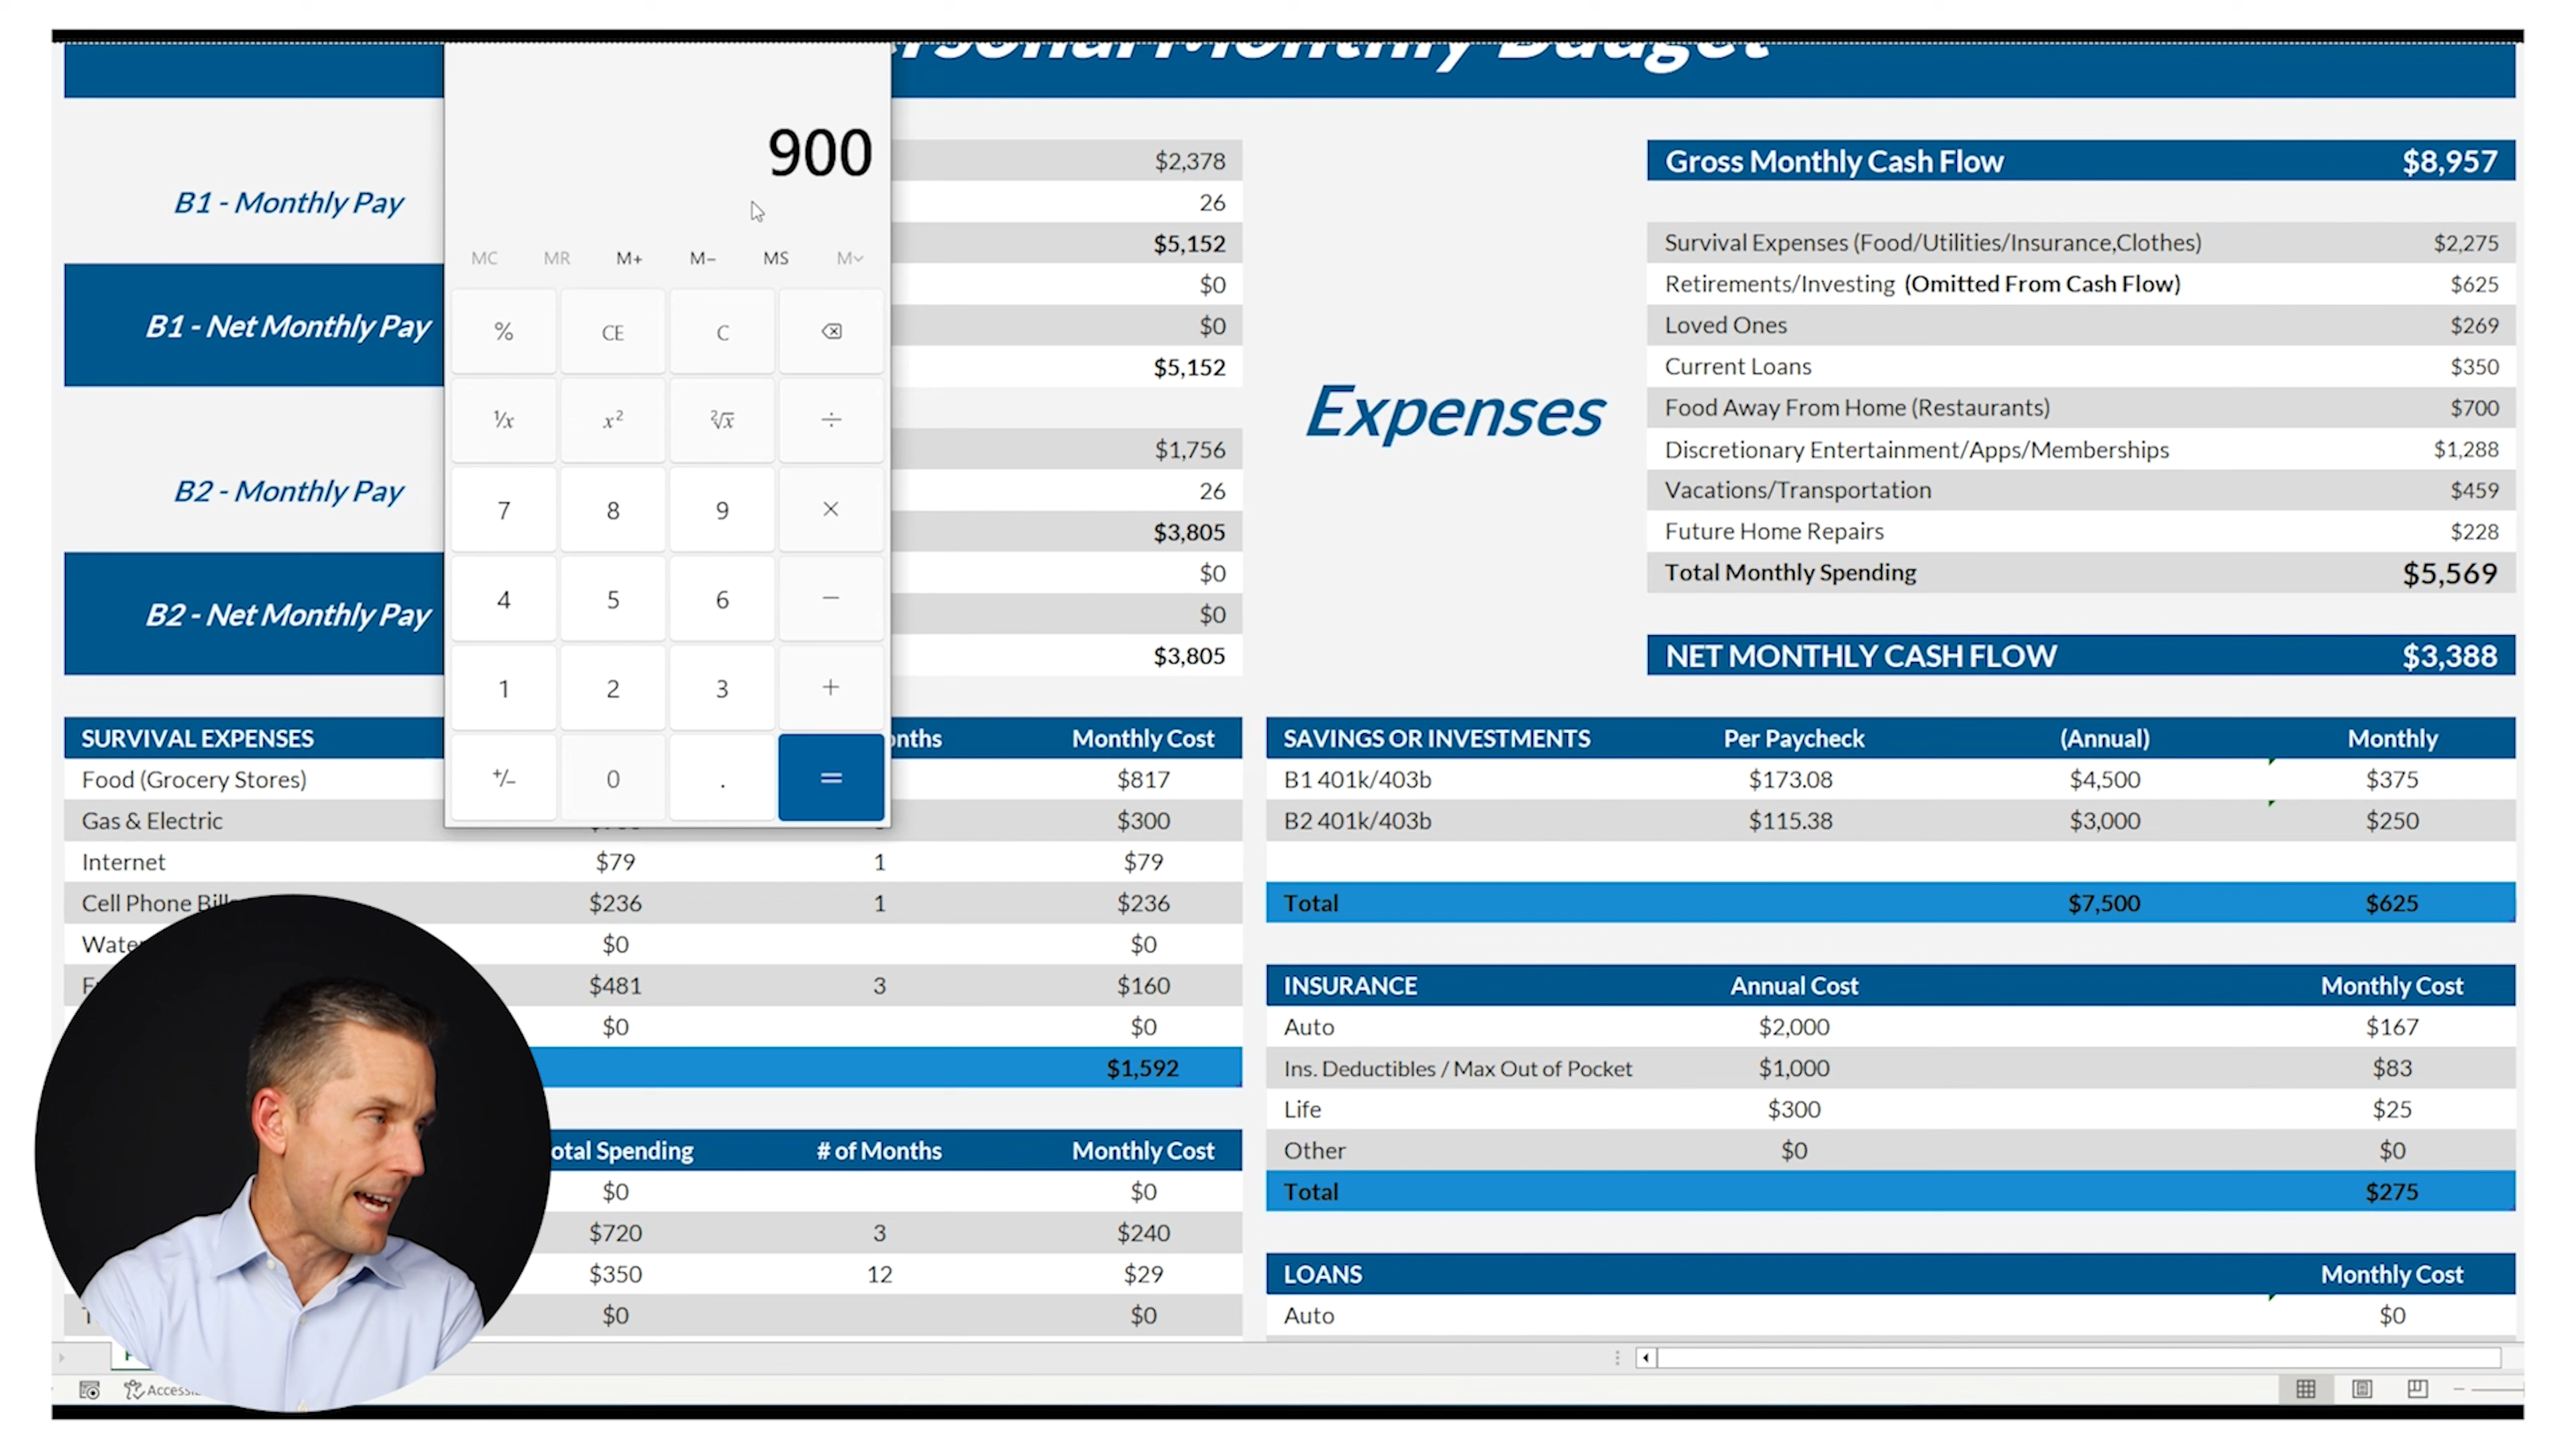 Personal Monthly Budget
900
MC MR M+ M- MS M
% CE C
1/x x² ²√x ÷
7 8 9 ×
4 5 6 −
1 2 3 +
+/− 0 . =
B1 - Monthly Pay
$2,378
26
$5,152
B1 - Net Monthly Pay
$0
$0
$5,152
B2 - Monthly Pay
$1,756
26
$3,805
B2 - Net Monthly Pay
$0
$0
$3,805
Expenses
Gross Monthly Cash Flow $8,957
Survival Expenses (Food/Utilities/Insurance,Clothes) $2,275
Retirements/Investing (Omitted From Cash Flow) $625
Loved Ones $269
Current Loans $350
Food Away From Home (Restaurants) $700
Discretionary Entertainment/Apps/Memberships $1,288
Vacations/Transportation $459
Future Home Repairs $228
Total Monthly Spending $5,569
NET MONTHLY CASH FLOW $3,388
SURVIVAL EXPENSES Monthly Cost
Food (Grocery Stores) $817
Gas & Electric $300
Internet $79 1 $79
Cell Phone Bills $236 1 $236
$0 $0
$481 3 $160
$0 $0
$1,592
Spending # of Months Monthly Cost
$0 $0
$720 3 $240
$350 12 $29
$0 $0
SAVINGS OR INVESTMENTS Per Paycheck (Annual) Monthly
B1 401k/403b $173.08 $4,500 $375
B2 401k/403b $115.38 $3,000 $250
Total $7,500 $625
INSURANCE Annual Cost Monthly Cost
Auto $2,000 $167
Ins. Deductibles / Max Out of Pocket $1,000 $83
Life $300 $25
Other $0 $0
Total $275
LOANS Monthly Cost
Auto $0